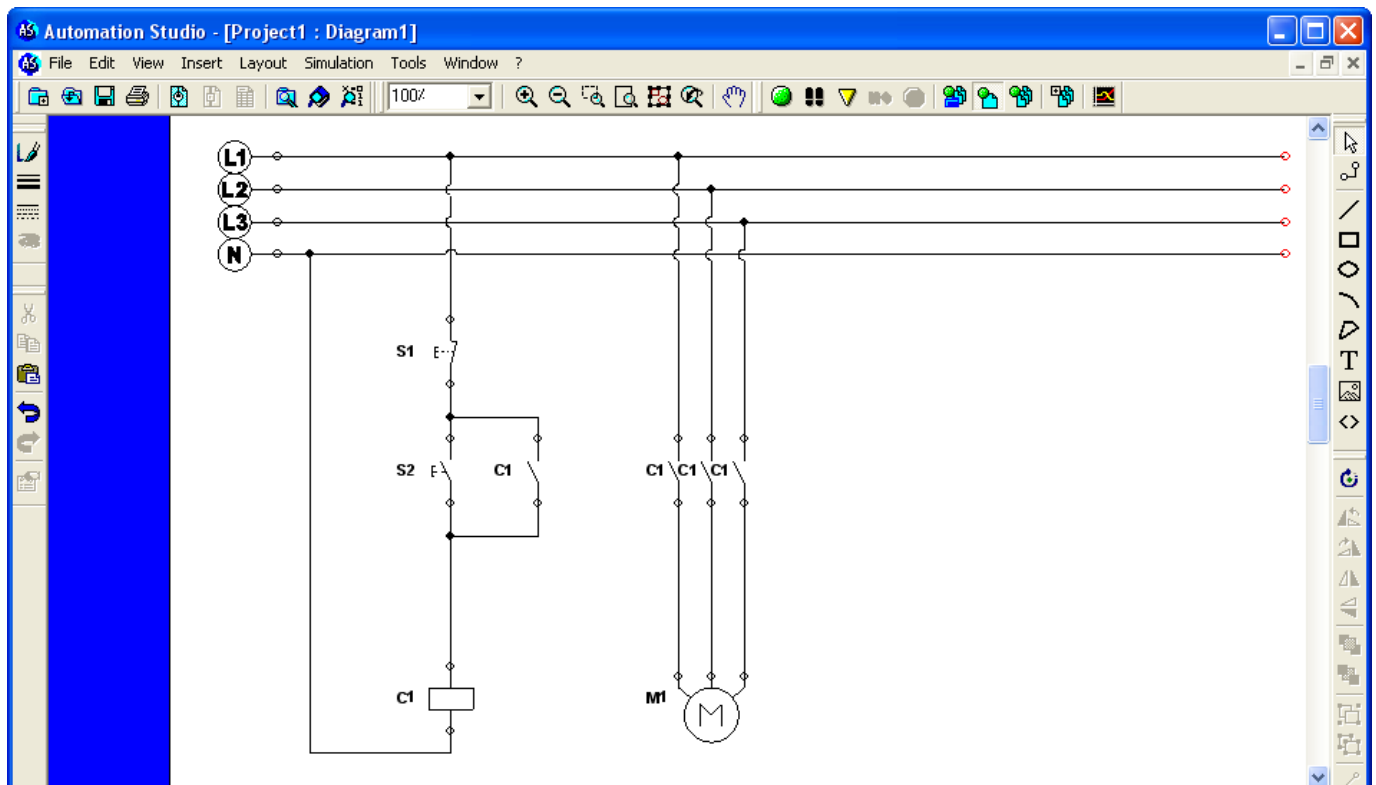 Automation Studio - [Project1 : Diagram1]
File Edit View Insert Layout Simulation Tools Window ?
100%
L1
L2
L3
N
S1
S2 C1 C1 C1 C1
C1 M1
M
T